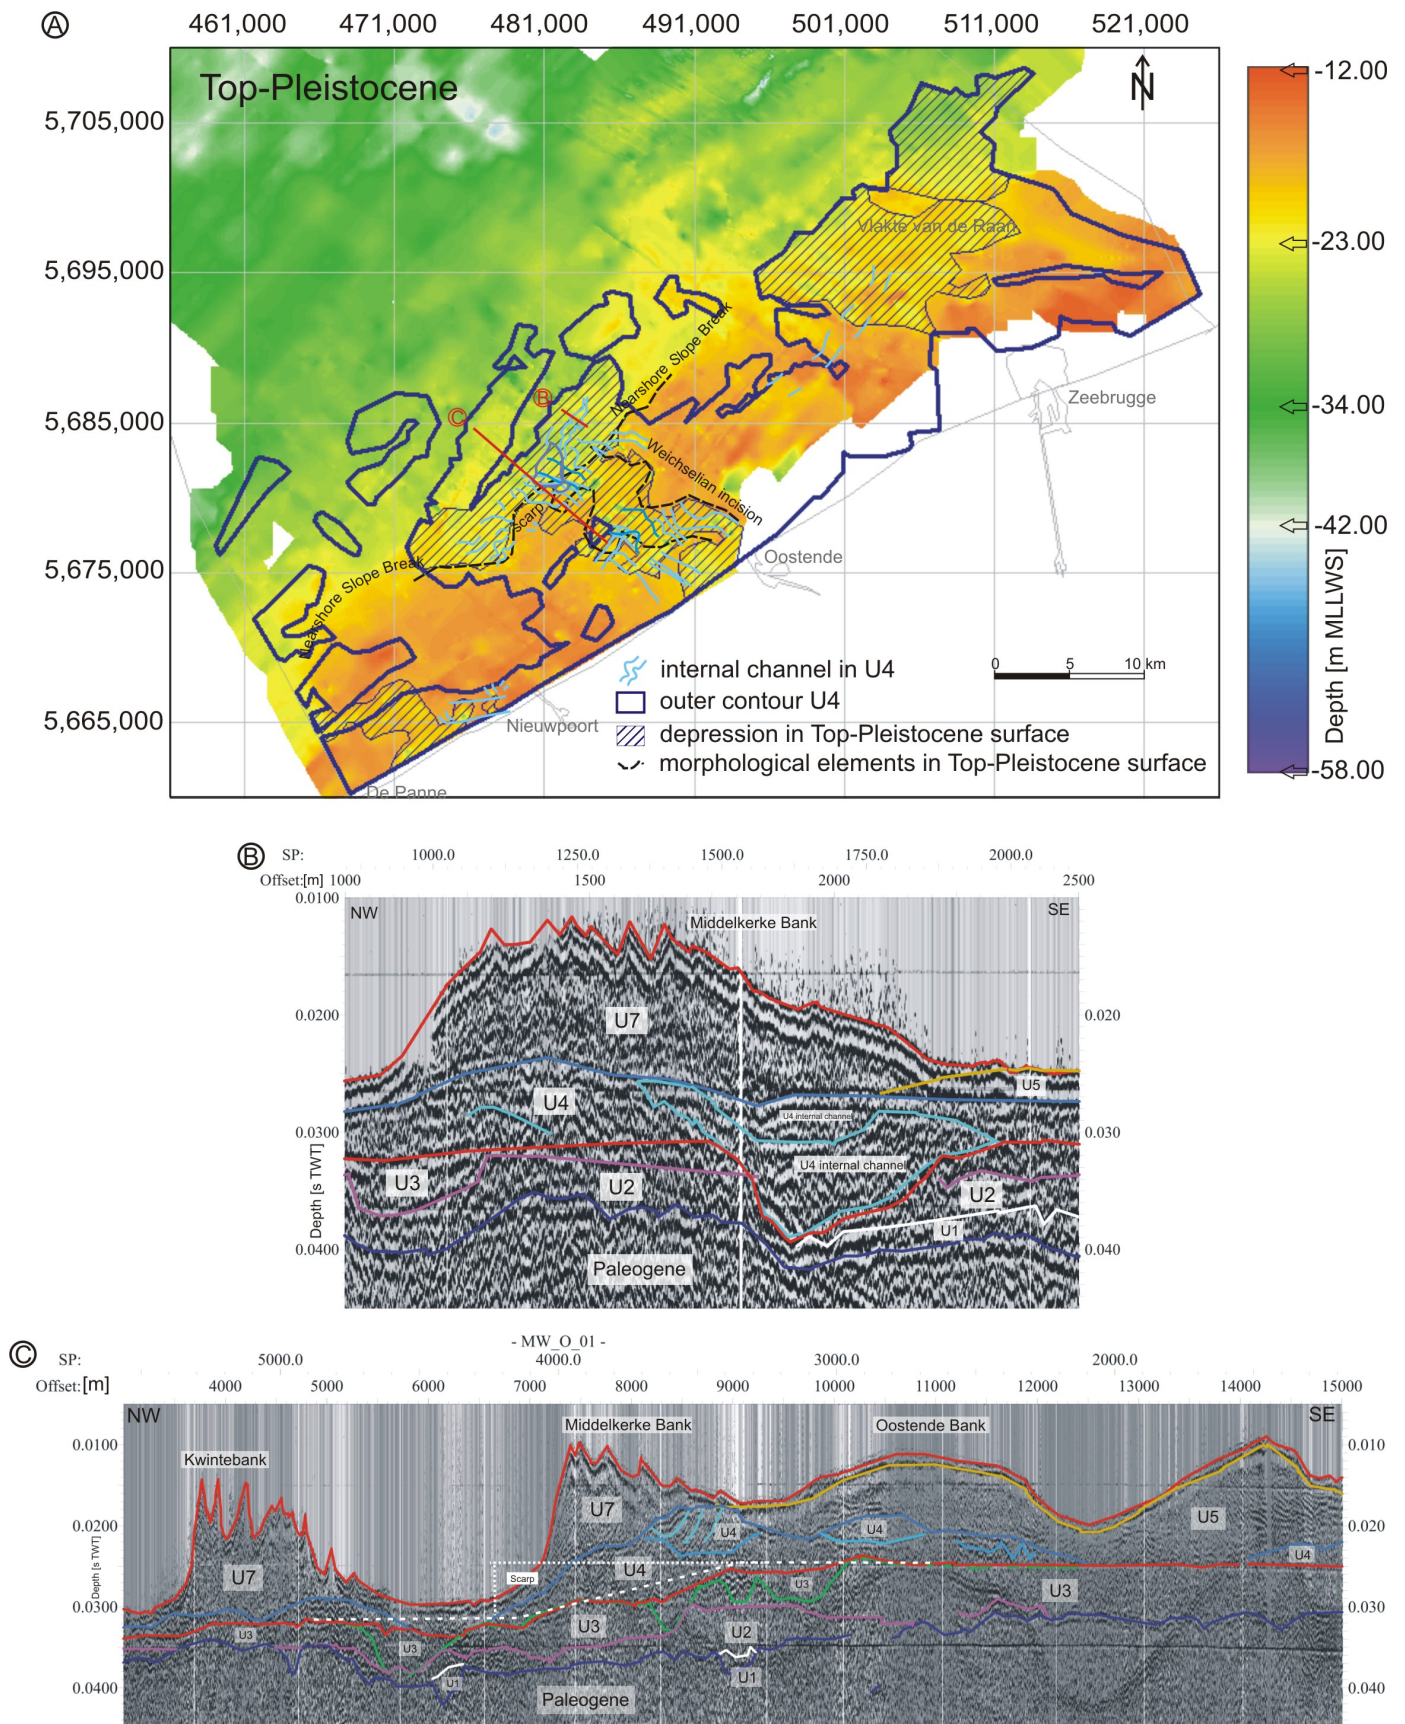 A
461,000 471,000 481,000 491,000 501,000 511,000 521,000
Top-Pleistocene
N
5,705,000
5,695,000
5,685,000
5,675,000
5,665,000
-12.00
-23.00
-34.00
-42.00
-58.00
Depth [m MLLWS]
Vlakte van de Raan
Nearshore Slope Break
Zeebrugge
C
B
Weichselian incision
scarp
Oostende
Nearshore Slope Break
0 5 10 km
internal channel in U4
outer contour U4
depression in Top-Pleistocene surface
morphological elements in Top-Pleistocene surface
Nieuwpoort
De Panne
B
SP: 1000.0 1250.0 1500.0 1750.0 2000.0
Offset:[m] 1000 1500 2000 2500
0.0100
NW
Middelkerke Bank
SE
0.0200
U7
0.020
U5
U4
U4 internal channel
0.0300
0.030
U4 internal channel
U3
U2
U2
U1
Depth [s TWT]
0.0400
0.040
Paleogene
C
- MW_O_01 -
SP: 5000.0 4000.0 3000.0 2000.0
Offset:[m] 4000 5000 6000 7000 8000 9000 10000 11000 12000 13000 14000 15000
NW
SE
Middelkerke Bank
Oostende Bank
0.0100
0.010
Kwintebank
U7
U5
0.0200
U4
U4
0.020
U4
Depth [s TWT]
U7
Scarp
U4
U3
U3
0.0300
0.030
U3
U3
U3
U2
U1
U1
0.0400
Paleogene
0.040